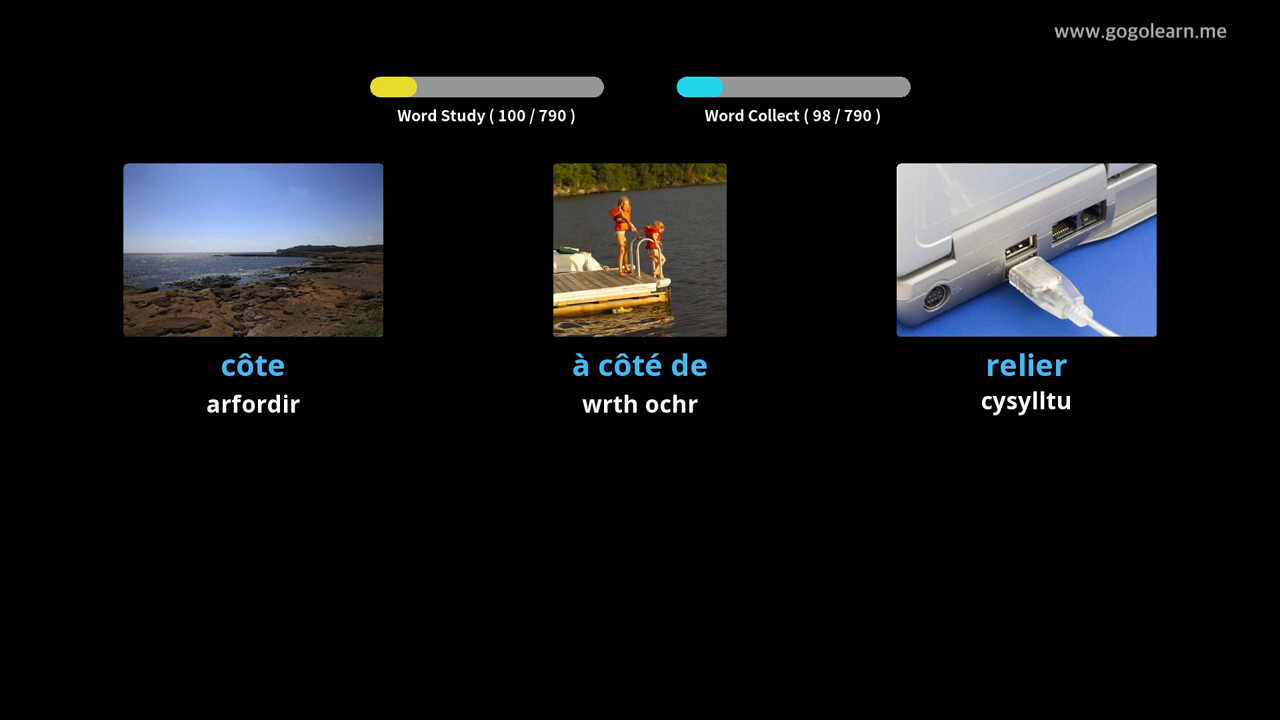 www.gogolearn.me
Word Study ( 100 / 790 )
Word Collect ( 98 / 790 )
côte
arfordir
à côté de
wrth ochr
relier
cysylltu